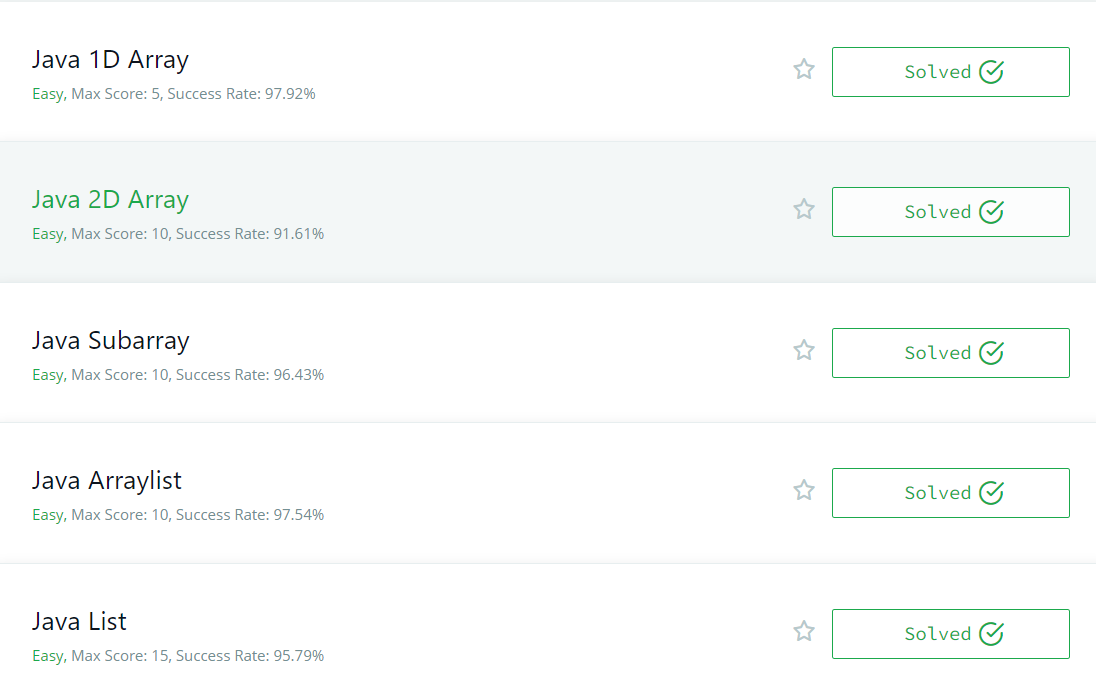 Java 1D Array
Easy, Max Score: 5, Success Rate: 97.92%
Solved
Java 2D Array
Easy, Max Score: 10, Success Rate: 91.61%
Solved
Java Subarray
Easy, Max Score: 10, Success Rate: 96.43%
Solved
Java Arraylist
Easy, Max Score: 10, Success Rate: 97.54%
Solved
Java List
Easy, Max Score: 15, Success Rate: 95.79%
Solved